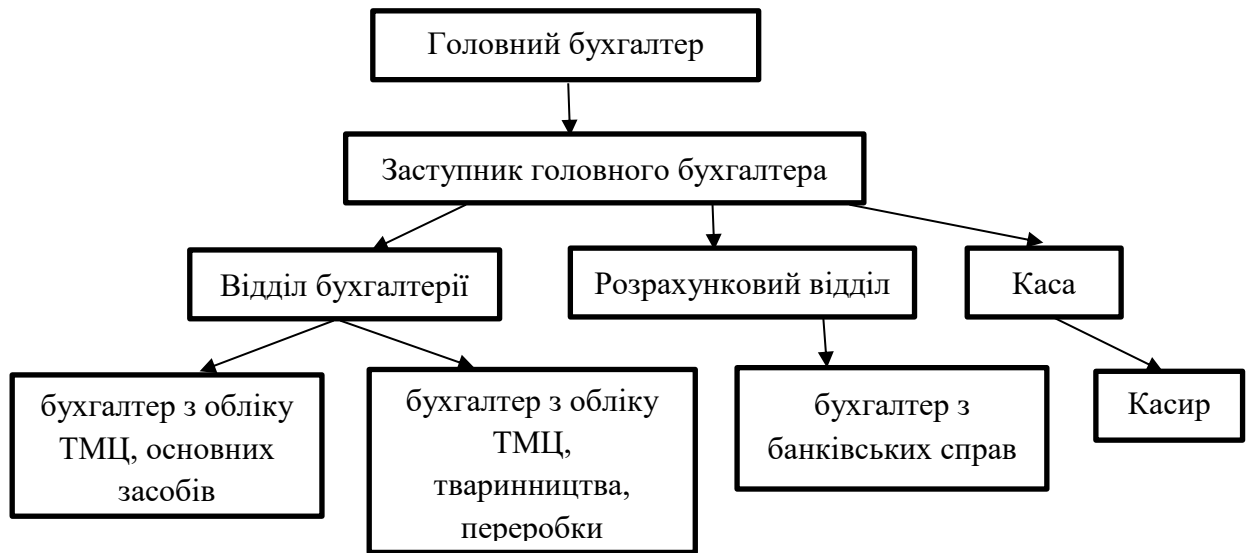 Головний бухгалтер
Заступник головного бухгалтера
Відділ бухгалтерії
Розрахунковий відділ
Каса
бухгалтер з обліку
ТМЦ, основних
засобів
бухгалтер з обліку
ТМЦ,
тваринництва,
переробки
бухгалтер з
банківських справ
Касир